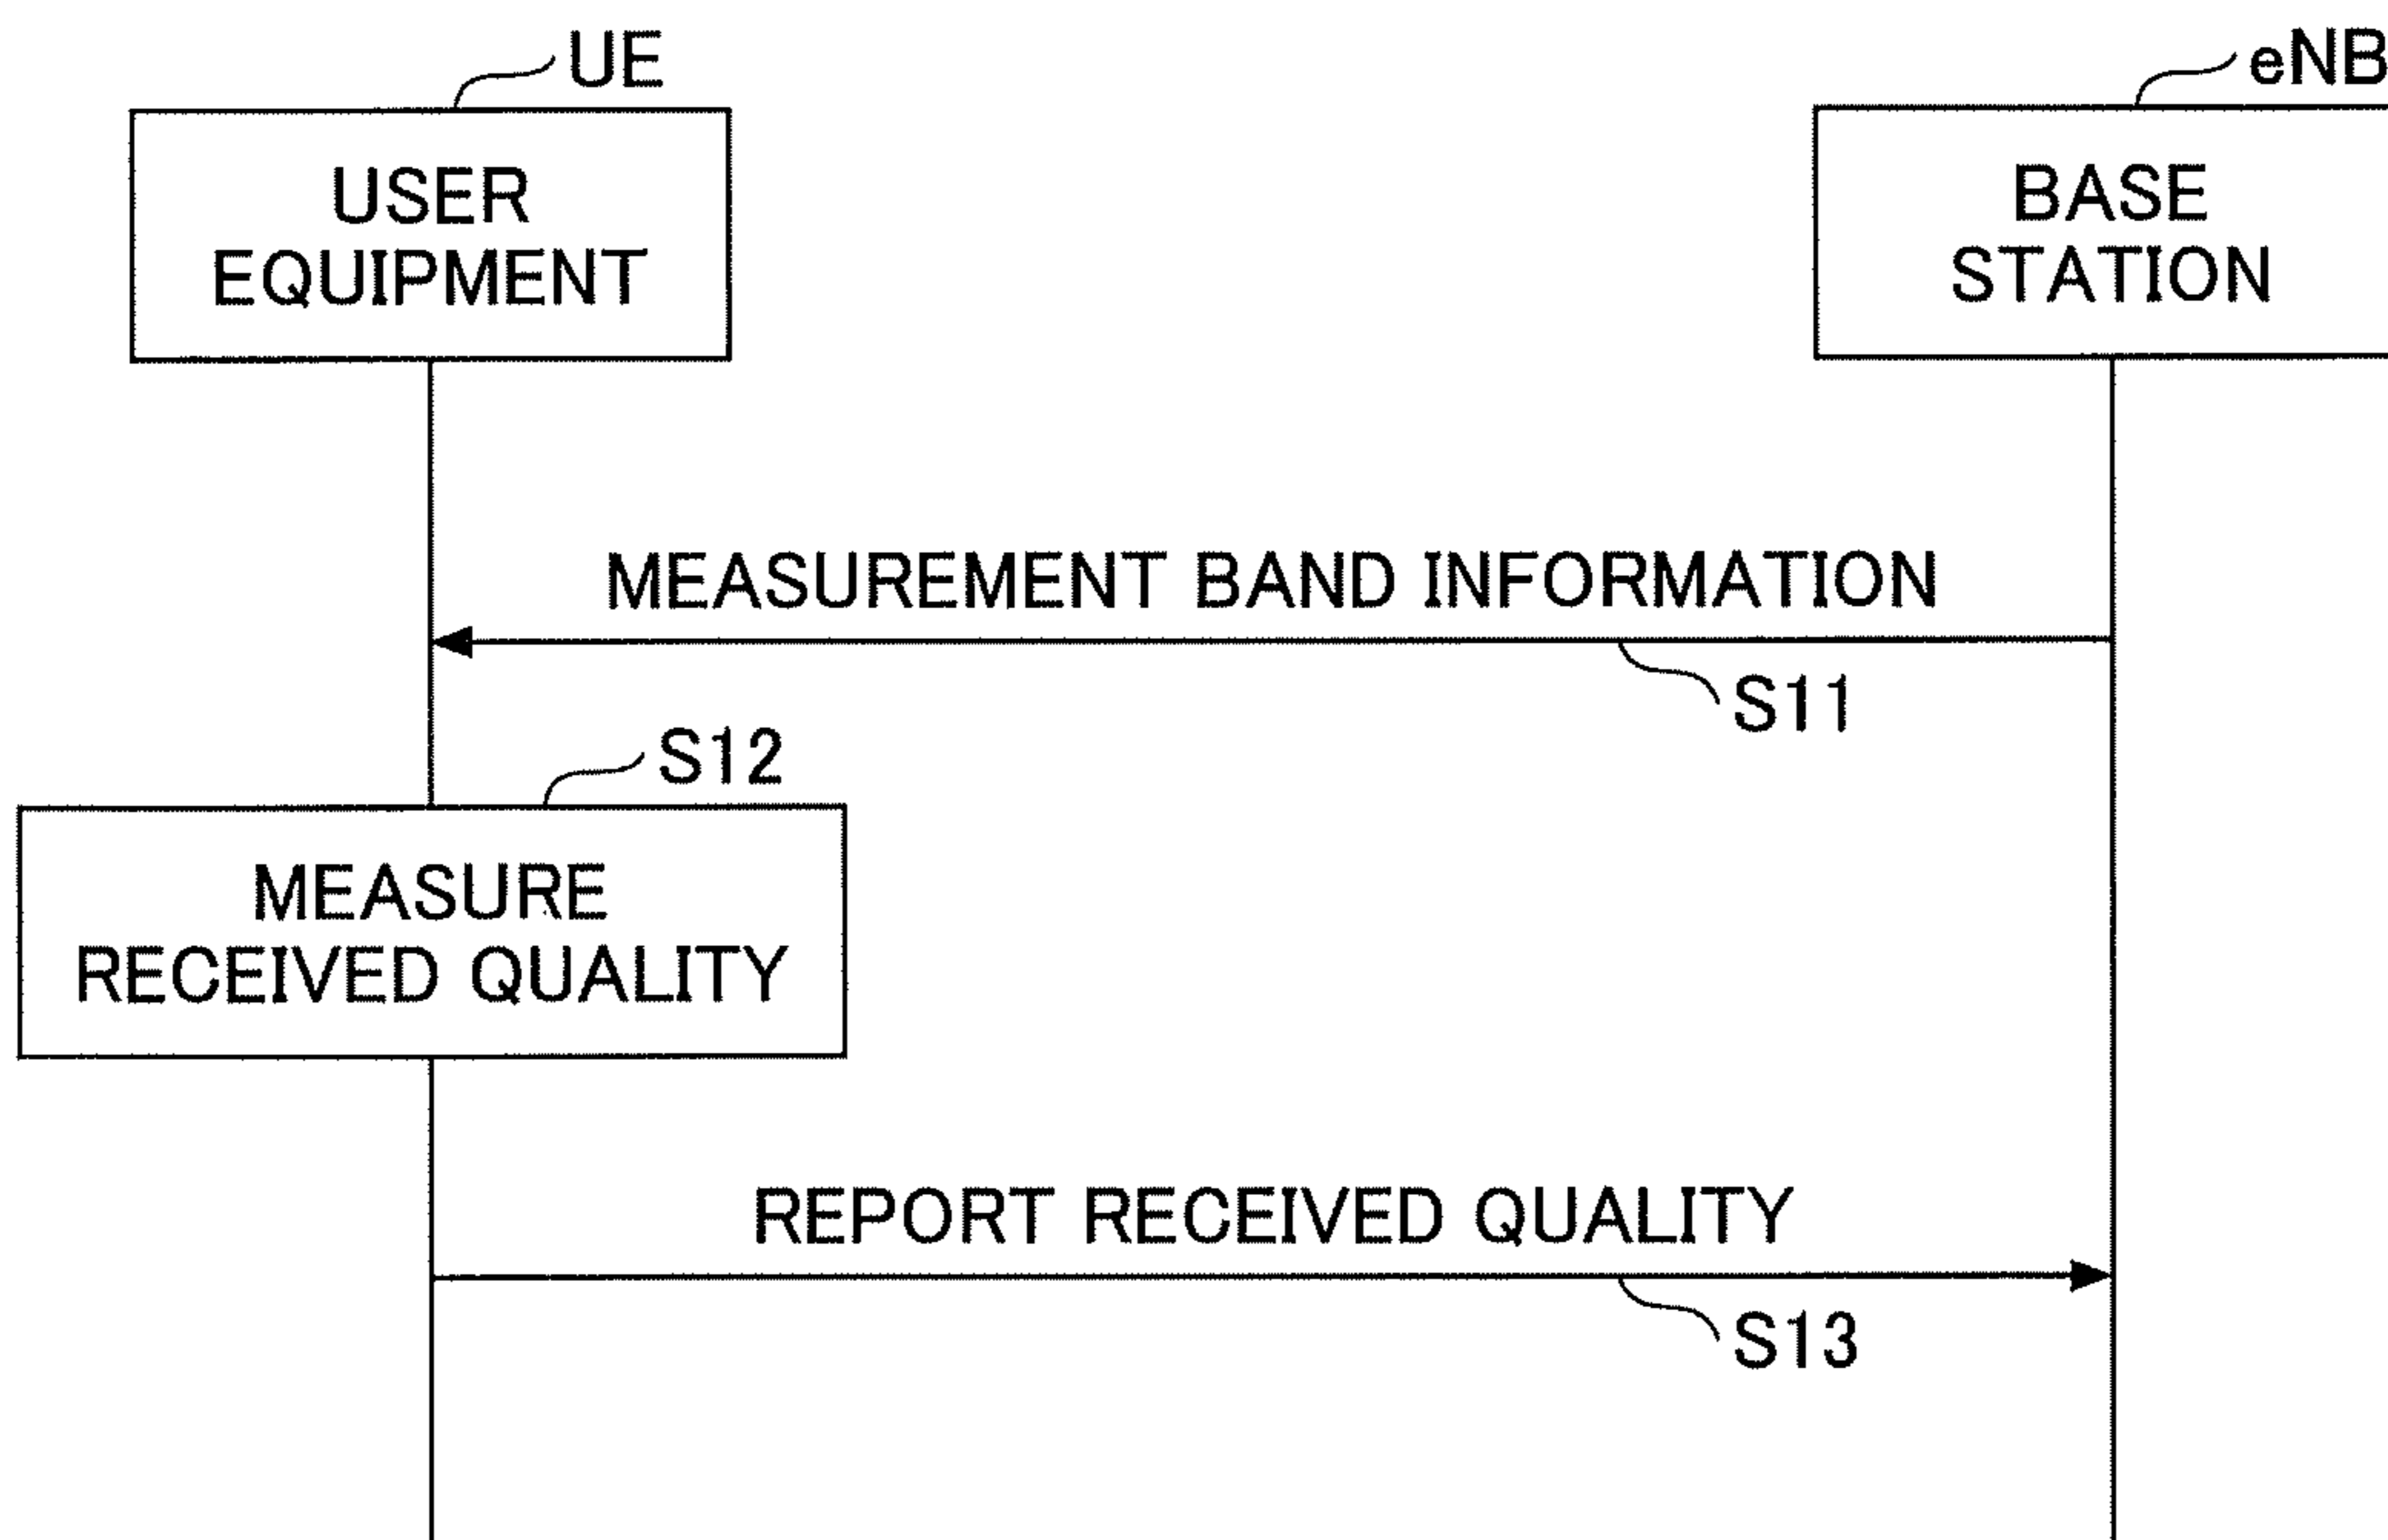 UE
eNB
USER
EQUIPMENT
BASE
STATION
MEASUREMENT BAND INFORMATION
S11
S12
MEASURE
RECEIVED QUALITY
REPORT RECEIVED QUALITY
S13